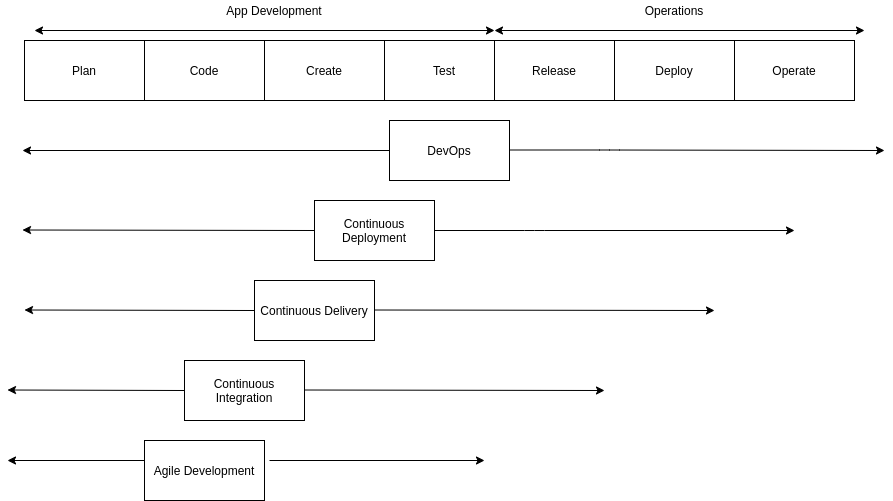 App Development
Operations
Plan
Code
Create
Test
Release
Deploy
Operate
DevOps
Continuous
Deployment
Continuous Delivery
Continuous
Integration
Agile Development